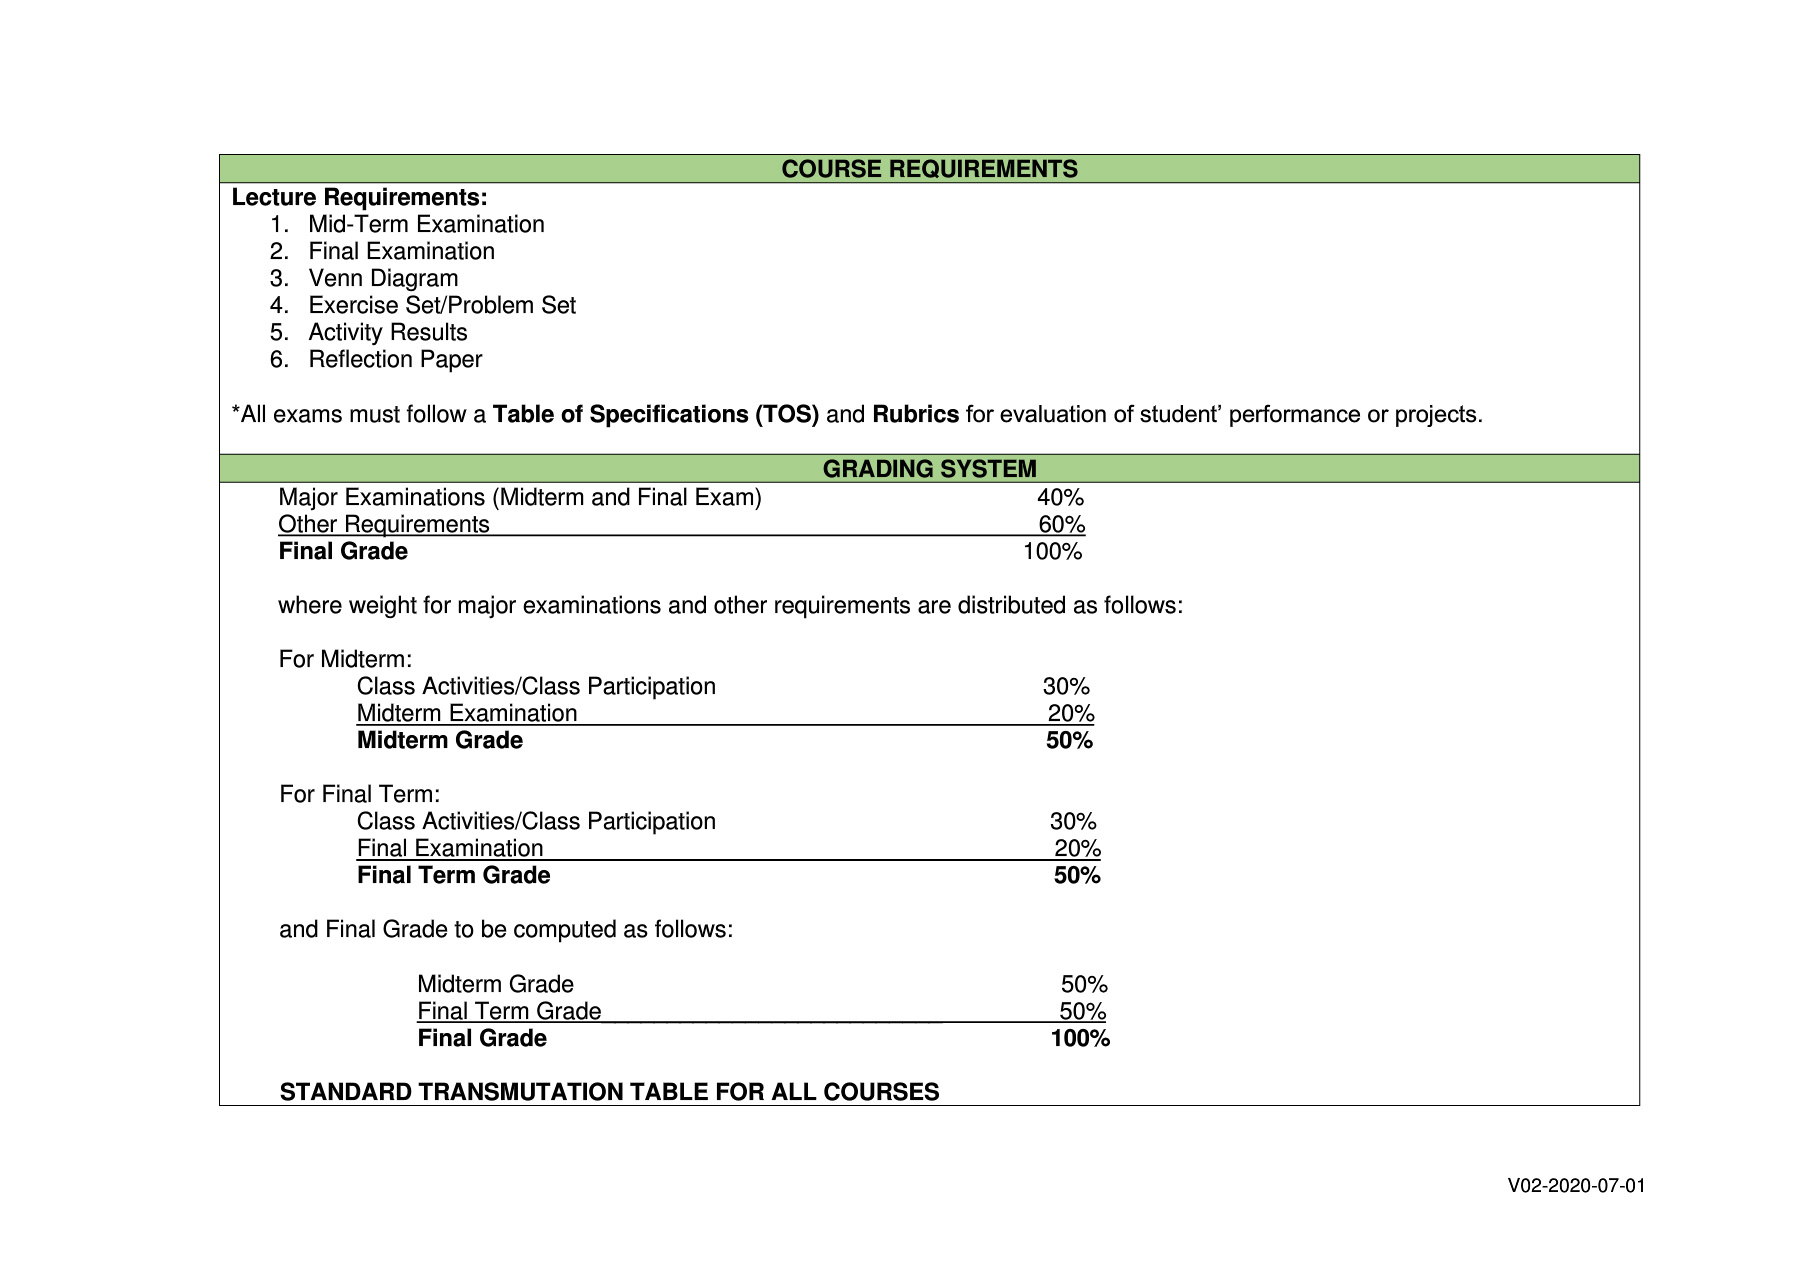 COURSE REQUIREMENTS
Lecture Requirements:
1. Mid-Term Examination
2. Final Examination
3. Venn Diagram
4. Exercise Set/Problem Set
5. Activity Results
6. Reflection Paper
*All exams must follow a Table of Specifications (TOS) and Rubrics for evaluation of student’ performance or projects.
GRADING SYSTEM
Major Examinations (Midterm and Final Exam) 40%
Other Requirements 60%
Final Grade 100%
where weight for major examinations and other requirements are distributed as follows:
For Midterm:
Class Activities/Class Participation 30%
Midterm Examination 20%
Midterm Grade 50%
For Final Term:
Class Activities/Class Participation 30%
Final Examination 20%
Final Term Grade 50%
and Final Grade to be computed as follows:
Midterm Grade 50%
Final Term Grade 50%
Final Grade 100%
STANDARD TRANSMUTATION TABLE FOR ALL COURSES
V02-2020-07-01